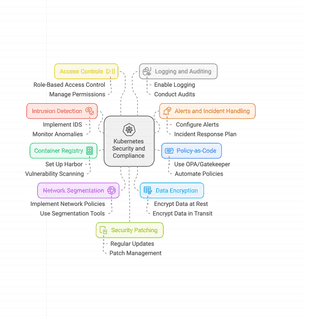 Access Controls
Role-Based Access Control
Manage Permissions
Intrusion Detection
Implement IDS
Monitor Anomalies
Container Registry
Set Up Harbor
Vulnerability Scanning
Network Segmentation
Implement Network Policies
Use Segmentation Tools
Kubernetes
Security and
Compliance
Logging and Auditing
Enable Logging
Conduct Audits
Alerts and Incident Handling
Configure Alerts
Incident Response Plan
Policy-as-Code
Use OPA/Gatekeeper
Automate Policies
Data Encryption
Encrypt Data at Rest
Encrypt Data in Transit
Security Patching
Regular Updates
Patch Management